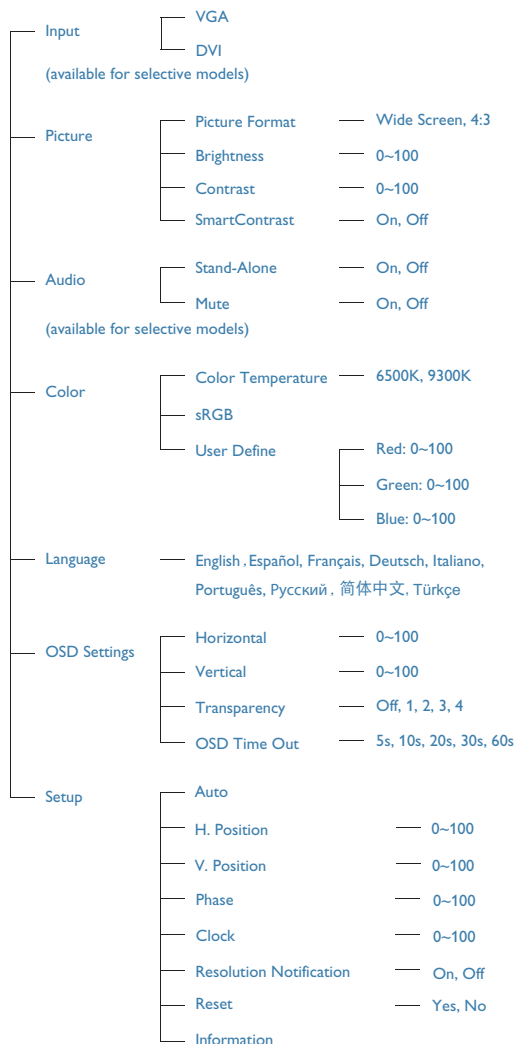 Input
VGA
DVI
(available for selective models)
Picture
Picture Format Wide Screen, 4:3
Brightness 0~100
Contrast 0~100
SmartContrast On, Off
Audio
Stand-Alone On, Off
Mute On, Off
(available for selective models)
Color
Color Temperature 6500K, 9300K
sRGB
User Define
Red: 0~100
Green: 0~100
Blue: 0~100
Language
English , Español, Français, Deutsch, Italiano,
Português, Русский , 简体中文, Türkçe
OSD Settings
Horizontal 0~100
Vertical 0~100
Transparency Off, 1, 2, 3, 4
OSD Time Out 5s, 10s, 20s, 30s, 60s
Setup
Auto
H. Position 0~100
V. Position 0~100
Phase 0~100
Clock 0~100
Resolution Notification On, Off
Reset Yes, No
Information